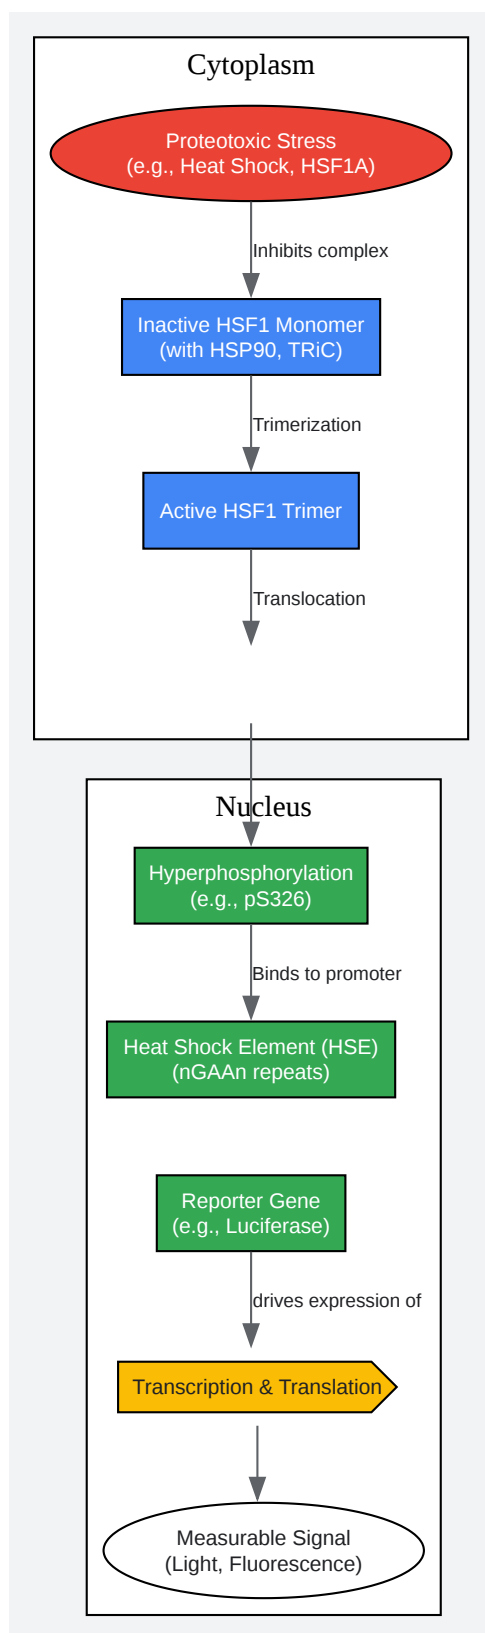 Cytoplasm
Proteotoxic Stress
(e.g., Heat Shock, HSF1A)
Inhibits complex
Inactive HSF1 Monomer
(with HSP90, TRiC)
Trimerization
Active HSF1 Trimer
Translocation
Nucleus
Hyperphosphorylation
(e.g., pS326)
Binds to promoter
Heat Shock Element (HSE)
(nGAAn repeats)
Reporter Gene
(e.g., Luciferase)
drives expression of
Transcription & Translation
Measurable Signal
(Light, Fluorescence)